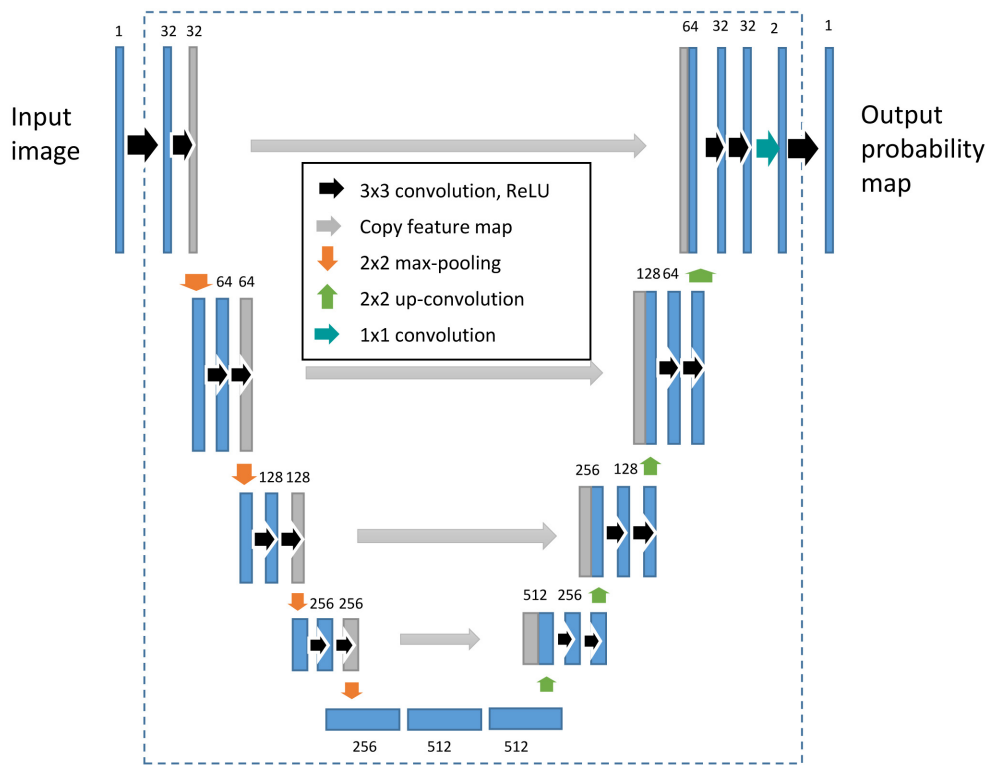 1
32
32
64
32
32
2
1
Input
image
Output
probability
map
3x3 convolution, ReLU
Copy feature map
2x2 max-pooling
2x2 up-convolution
1x1 convolution
64
64
128
64
128
128
256
128
256
256
512
256
256
512
512